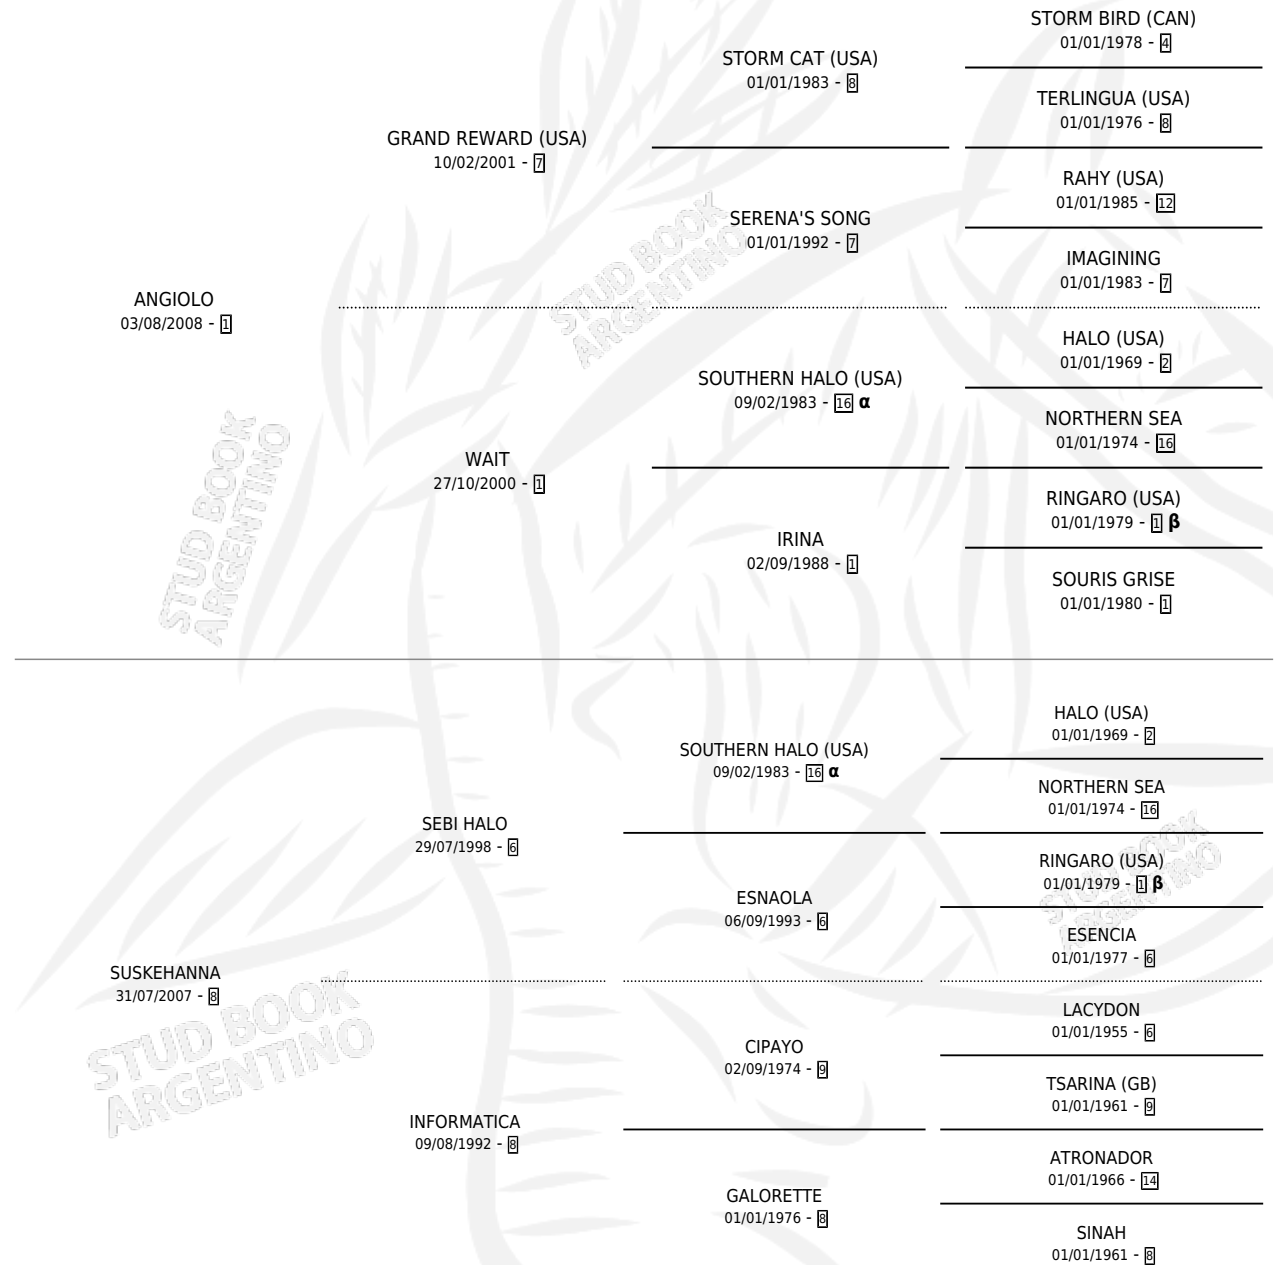 STORM BIRD (CAN)
01/01/1978 - 4
STORM CAT (USA)
01/01/1983 - 8
TERLINGUA (USA)
01/01/1976 - 8
GRAND REWARD (USA)
10/02/2001 - 7
RAHY (USA)
01/01/1985 - 12
SERENA'S SONG
01/01/1992 - 7
IMAGINING
01/01/1983 - 7
ANGIOLO
03/08/2008 - 1
HALO (USA)
01/01/1969 - 2
SOUTHERN HALO (USA)
09/02/1983 - 16 α
NORTHERN SEA
01/01/1974 - 16
WAIT
27/10/2000 - 1
RINGARO (USA)
01/01/1979 - 1 β
IRINA
02/09/1988 - 1
SOURIS GRISE
01/01/1980 - 1
HALO (USA)
01/01/1969 - 2
SOUTHERN HALO (USA)
09/02/1983 - 16 α
NORTHERN SEA
01/01/1974 - 16
SEBI HALO
29/07/1998 - 6
RINGARO (USA)
01/01/1979 - 1 β
ESNAOLA
06/09/1993 - 6
ESENCIA
01/01/1977 - 6
SUSKEHANNA
31/07/2007 - 8
LACYDON
01/01/1955 - 6
CIPAYO
02/09/1974 - 9
TSARINA (GB)
01/01/1961 - 9
INFORMATICA
09/08/1992 - 8
ATRONADOR
01/01/1966 - 14
GALORETTE
01/01/1976 - 8
SINAH
01/01/1961 - 8
STUD BOOK
ARGENTINO
STUD BOOK
ARGENTINO
STUD BOOK
ARGENTINO
STUD BOOK
ARGENTINO